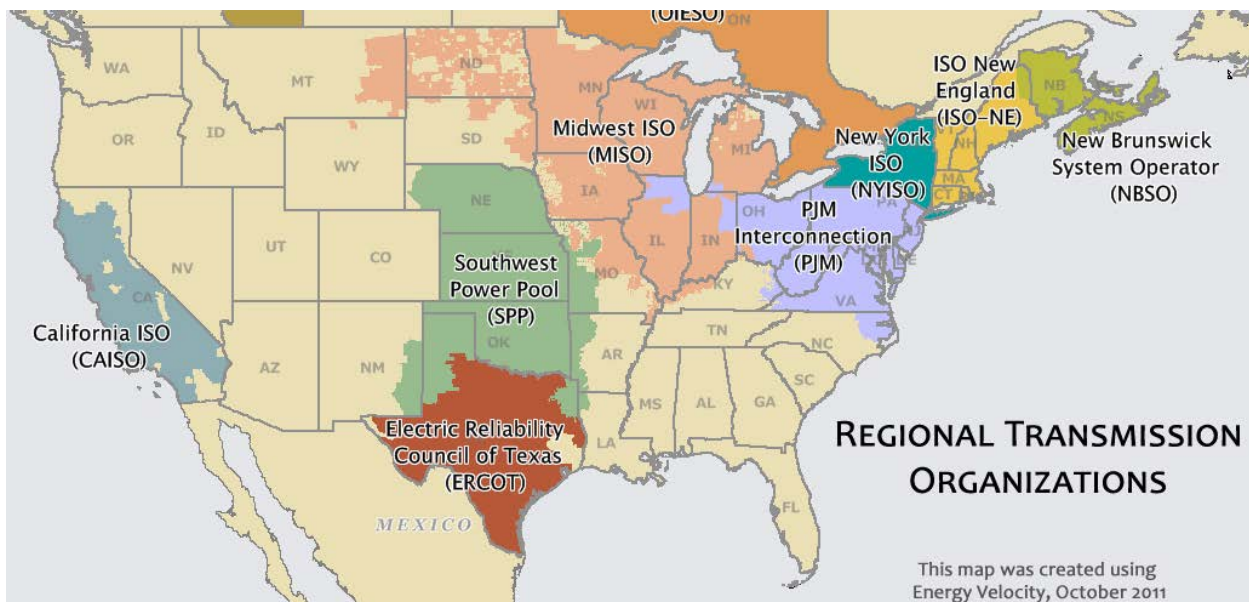 (OIESO)
ON
WA
MT
ND
MN
OR
ID
SD
WI
MI
WY
IA
NE
NV
UT
CO
CA
IL
IN
OH
PA
MO
KY
VA
AZ
NM
OK
AR
TN
NC
SC
MS
AL
GA
LA
FL
NH
MA
CT
NB
NS
NJ
DE
Midwest ISO
(MISO)
ISO New
England
(ISO-NE)
New York
ISO
(NYISO)
New Brunswick
System Operator
(NBSO)
PJM
Interconnection
(PJM)
Southwest
Power Pool
(SPP)
California ISO
(CAISO)
Electric Reliability
Council of Texas
(ERCOT)
MEXICO
REGIONAL TRANSMISSION
ORGANIZATIONS
This map was created using
Energy Velocity, October 2011